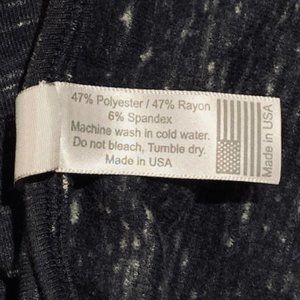 47% Polyester / 47% Rayon
6% Spandex
Machine wash in cold water.
Do not bleach, Tumble dry.
Made in USA
Made in USA